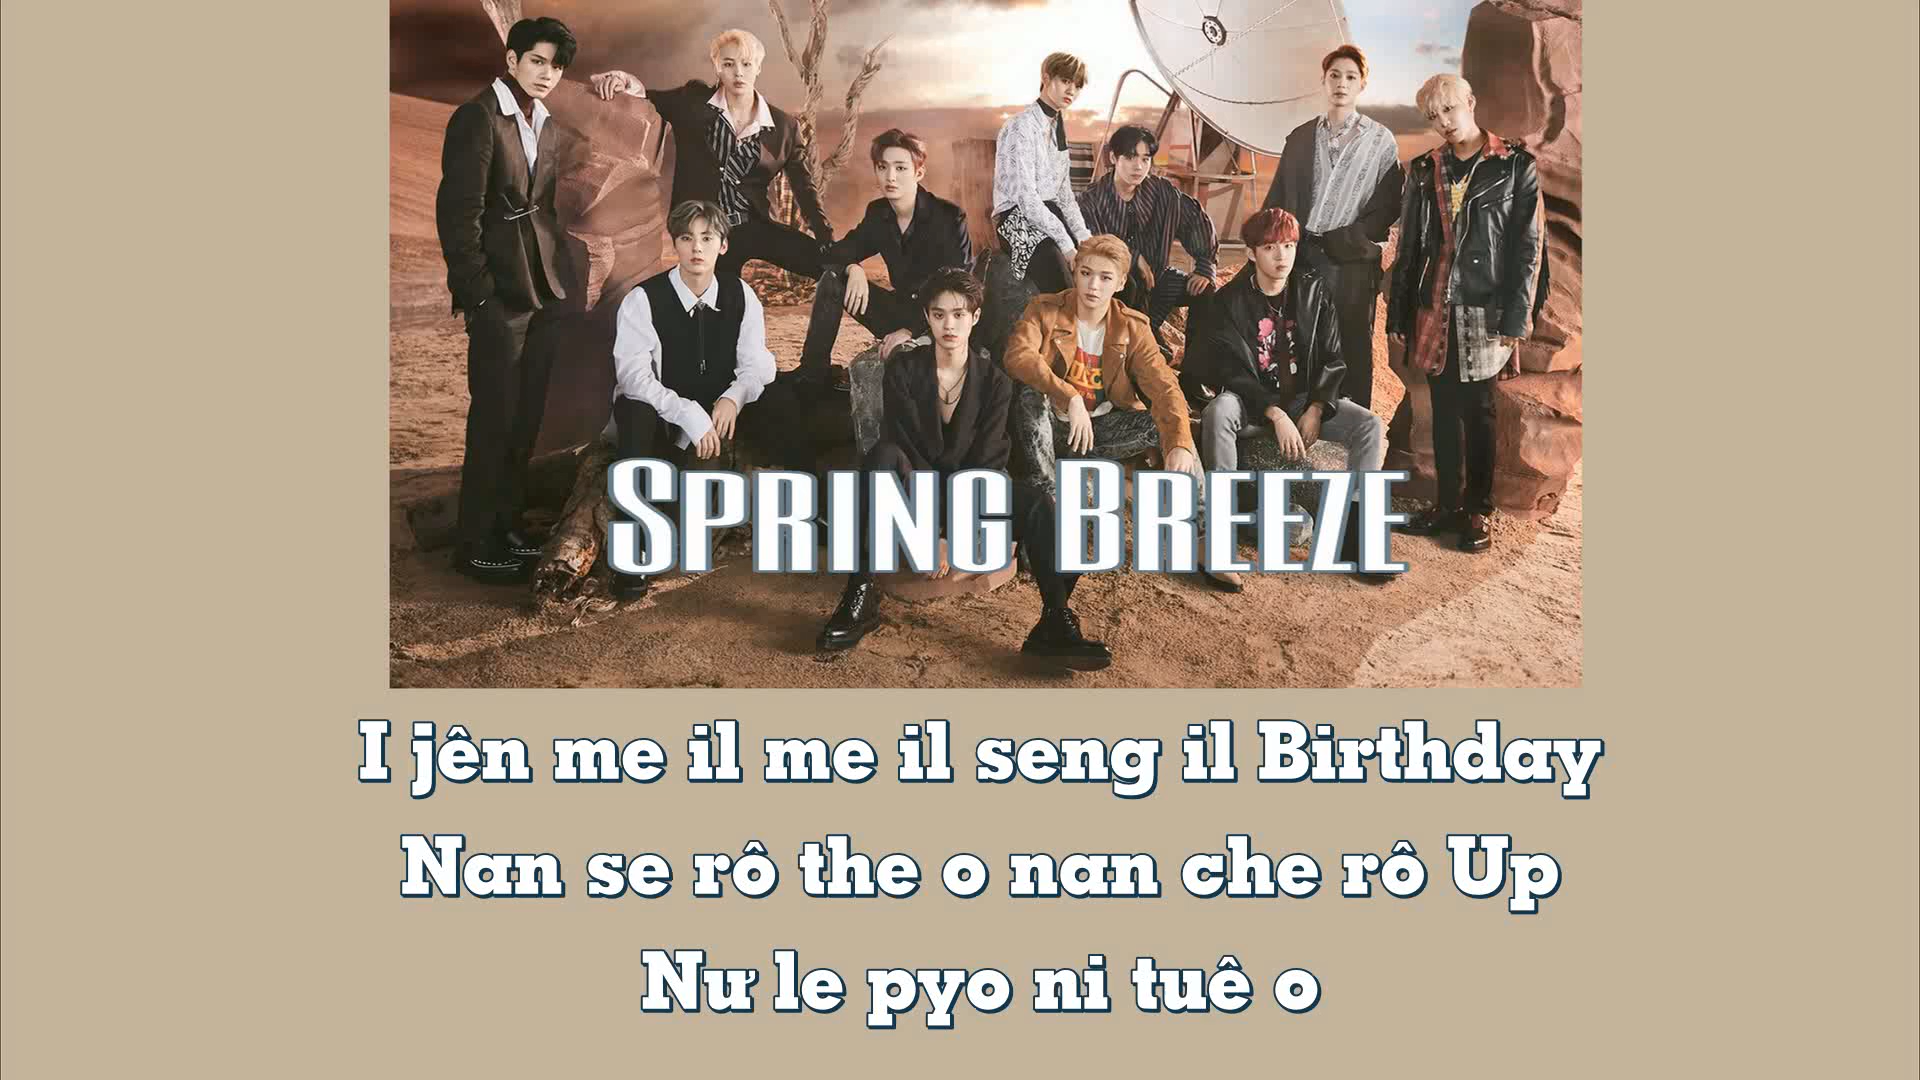 SPRING BREEZE
I jên me il me il seng il Birthday
Nan se rô the o nan che rô Up
Nư le pyo ni tuê o